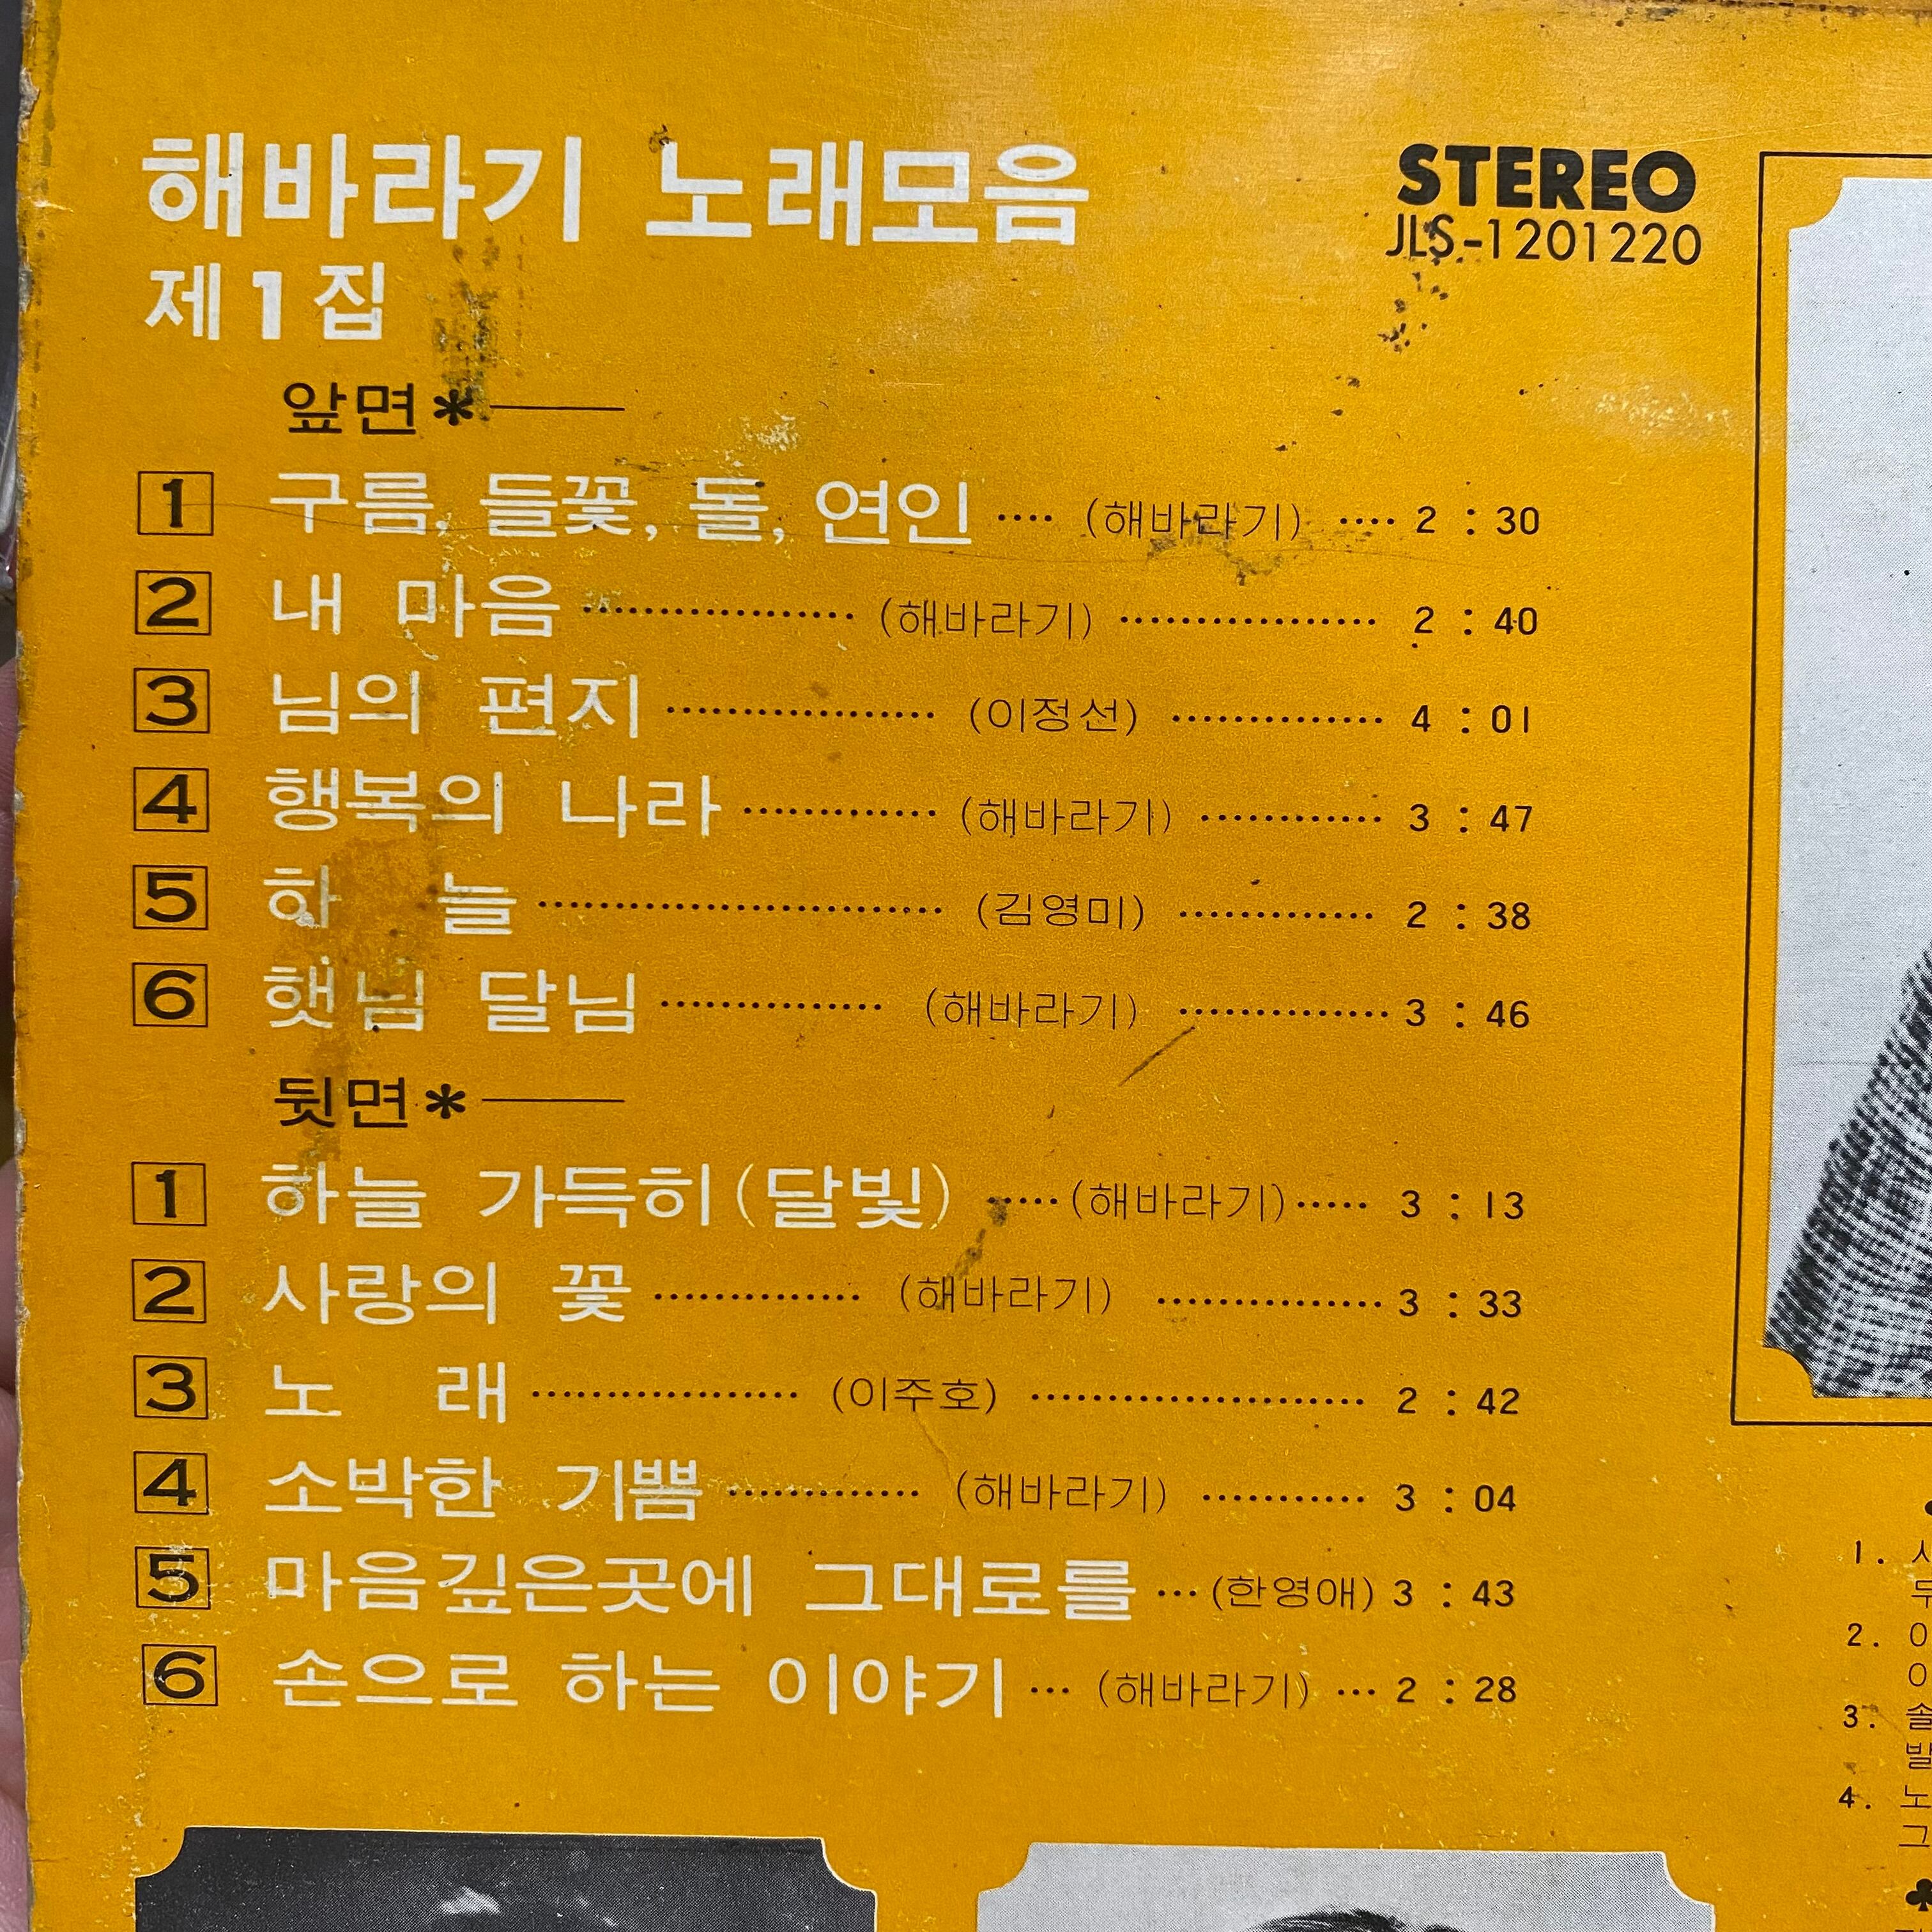 해바라기 노래모음
제1집
STEREO
JLS-1201220
앞면*
1 구름, 들꽃, 돌, 연인 ···· (해바라기) ···· 2 : 30
2 내 마음 ················ (해바라기) ················ 2 : 40
3 님의 편지 ················ (이정선) ············· 4 : 01
4 행복의 나라 ············ (해바라기) ············ 3 : 47
5 하 늘 ························ (김영미) ············ 2 : 38
6 햇님 달님 ·············· (해바라기) ·············· 3 : 46
뒷면*
1 하늘 가득히(달빛) ····· (해바라기) ····· 3 : 13
2 사랑의 꽃 ············· (해바라기) ··············· 3 : 33
3 노 래 ················· (이주호) ····················· 2 : 42
4 소박한 기쁨 ············ (해바라기) ··········· 3 : 04
5 마음깊은곳에 그대로를 ··· (한영애) 3 : 43
6 손으로 하는 이야기 ··· (해바라기) ··· 2 : 28
1.
2.
3. 솔
발
4. 노
그